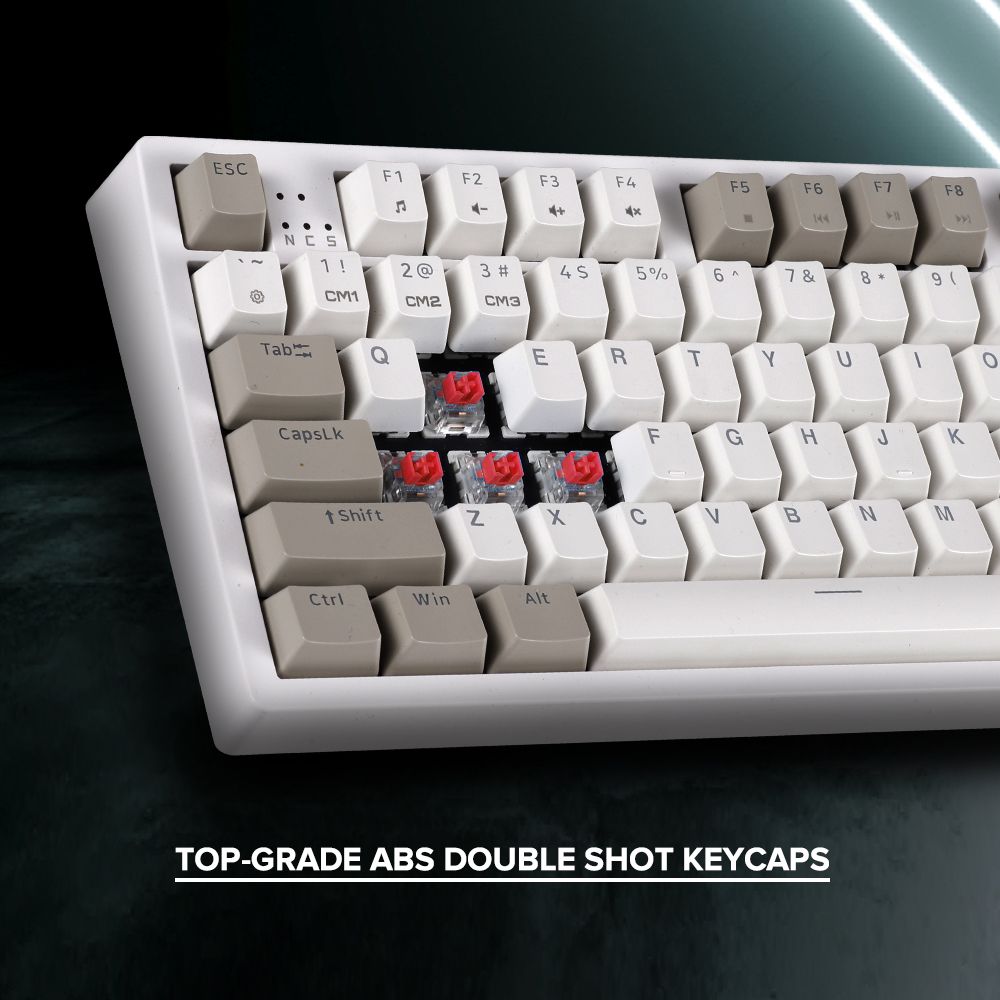 ESC F1 F2 F3 F4 F5 F6 F7 F8
N C S
` ~ 1 ! 2 @ 3 # 4 $ 5 % 6 ^ 7 & 8 * 9 (
CM1 CM2 CM3
Tab Q E R T Y U I O
CapsLk F G H J K
↑Shift Z X C V B N M
Ctrl Win Alt
TOP-GRADE ABS DOUBLE SHOT KEYCAPS